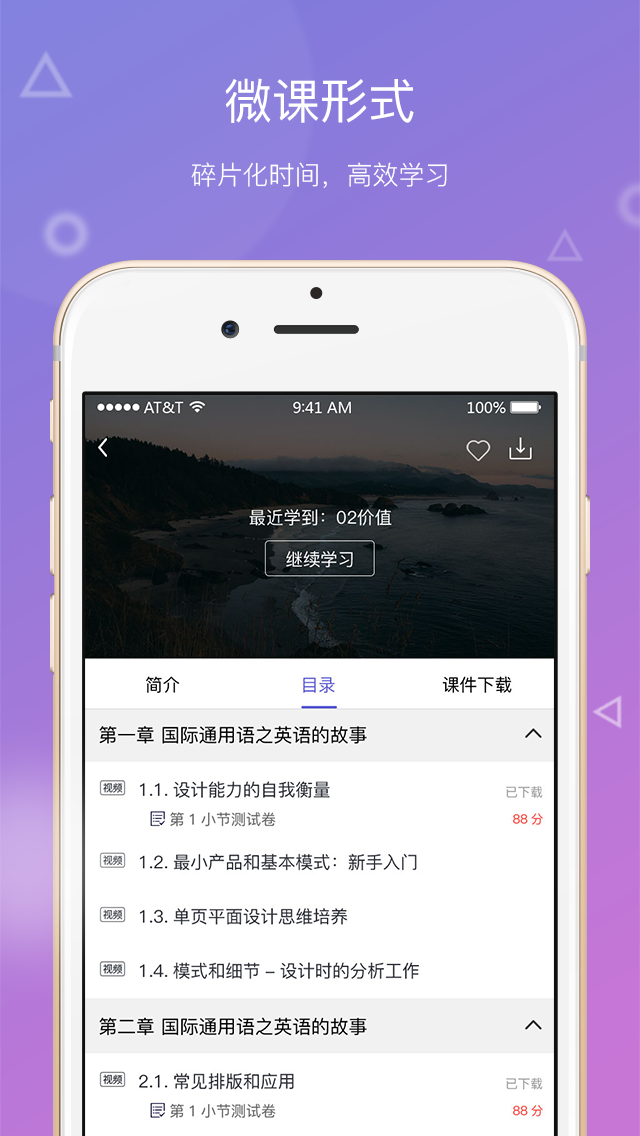 微课形式
碎片化时间，高效学习
AT&T 9:41 AM 100%
最近学到：02价值
继续学习
简介 目录 课件下载
第一章 国际通用语之英语的故事
视频 1.1. 设计能力的自我衡量 已下载
第 1 小节测试卷 88 分
视频 1.2. 最小产品和基本模式：新手入门
视频 1.3. 单页平面设计思维培养
视频 1.4. 模式和细节 – 设计时的分析工作
第二章 国际通用语之英语的故事
视频 2.1. 常见排版和应用 已下载
第 1 小节测试卷 88 分